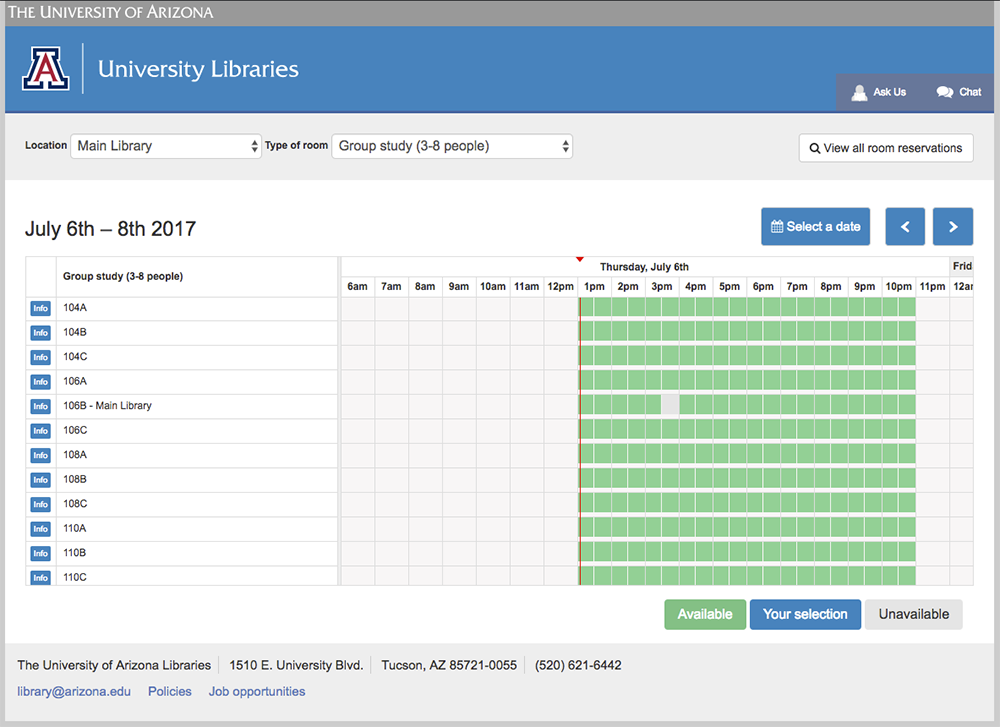 THE UNIVERSITY OF ARIZONA
A
University Libraries
Ask Us
Chat
Location Main Library Type of room Group study (3-8 people)
View all room reservations
July 6th – 8th 2017
Select a date
Group study (3-8 people)
Thursday, July 6th Frid
6am 7am 8am 9am 10am 11am 12pm 1pm 2pm 3pm 4pm 5pm 6pm 7pm 8pm 9pm 10pm 11pm 12am
Info 104A
Info 104B
Info 104C
Info 106A
Info 106B - Main Library
Info 106C
Info 108A
Info 108B
Info 108C
Info 110A
Info 110B
Info 110C
Available Your selection Unavailable
The University of Arizona Libraries 1510 E. University Blvd. Tucson, AZ 85721-0055 (520) 621-6442
library@arizona.edu Policies Job opportunities